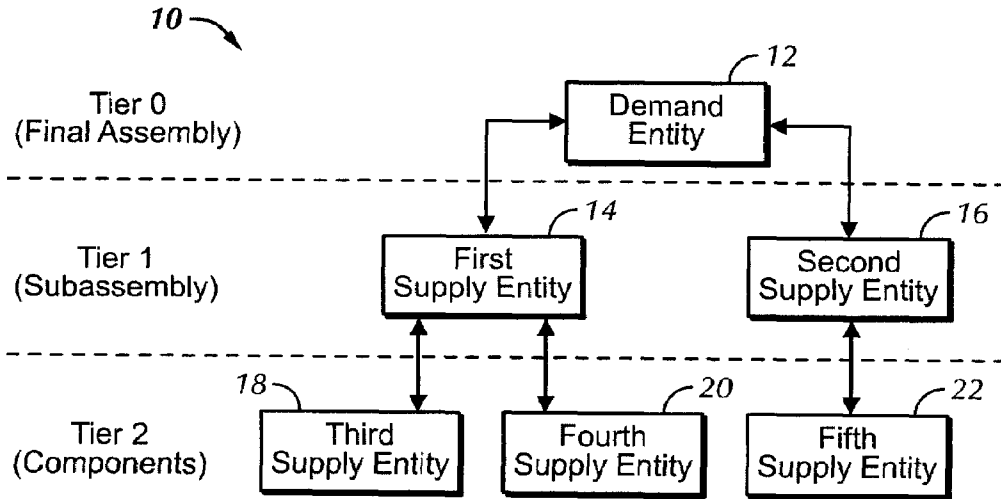 10
12
Tier 0
(Final Assembly)
Demand
Entity
14
16
Tier 1
(Subassembly)
First
Supply Entity
Second
Supply Entity
18
20
22
Tier 2
(Components)
Third
Supply Entity
Fourth
Supply Entity
Fifth
Supply Entity